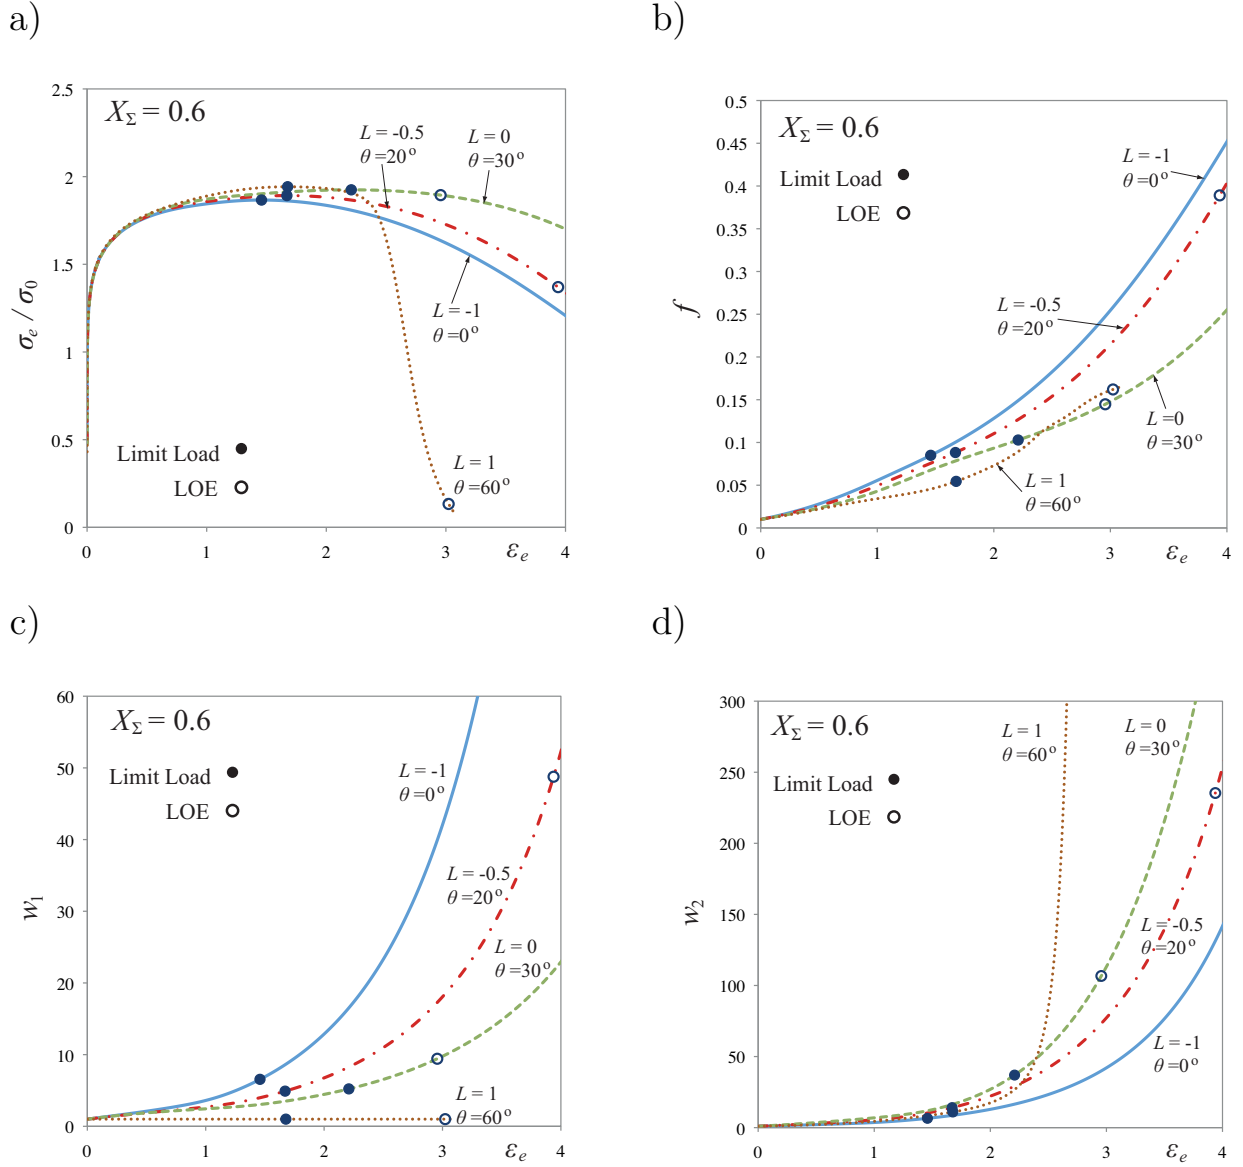 a)
X_Σ = 0.6
2.5
2
1.5
1
0.5
0
σ_e / σ_0
L = -0.5
θ = 20°
L = 0
θ = 30°
L = -1
θ = 0°
L = 1
θ = 60°
Limit Load
LOE
0 1 2 3 4
ε_e
b)
X_Σ = 0.6
0.5
0.45
0.4
0.35
0.3
0.25
0.2
0.15
0.1
0.05
0
f
Limit Load
LOE
L = -1
θ = 0°
L = -0.5
θ = 20°
L = 0
θ = 30°
L = 1
θ = 60°
0 1 2 3 4
ε_e
c)
X_Σ = 0.6
60
50
40
30
20
10
0
w_1
Limit Load
LOE
L = -1
θ = 0°
L = -0.5
θ = 20°
L = 0
θ = 30°
L = 1
θ = 60°
0 1 2 3 4
ε_e
d)
X_Σ = 0.6
300
250
200
150
100
50
0
w_2
Limit Load
LOE
L = 1
θ = 60°
L = 0
θ = 30°
L = -0.5
θ = 20°
L = -1
θ = 0°
0 1 2 3 4
ε_e